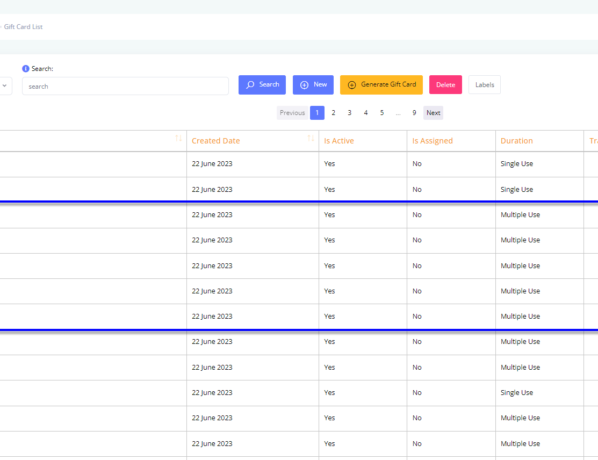 - Gift Card List
Search:
search
Search
New
Generate Gift Card
Delete
Labels
Previous 1 2 3 4 5 ... 9 Next
Created Date Is Active Is Assigned Duration
22 June 2023 Yes No Single Use
22 June 2023 Yes No Single Use
22 June 2023 Yes No Multiple Use
22 June 2023 Yes No Multiple Use
22 June 2023 Yes No Multiple Use
22 June 2023 Yes No Multiple Use
22 June 2023 Yes No Multiple Use
22 June 2023 Yes No Multiple Use
22 June 2023 Yes No Multiple Use
22 June 2023 Yes No Single Use
22 June 2023 Yes No Multiple Use
22 June 2023 Yes No Multiple Use